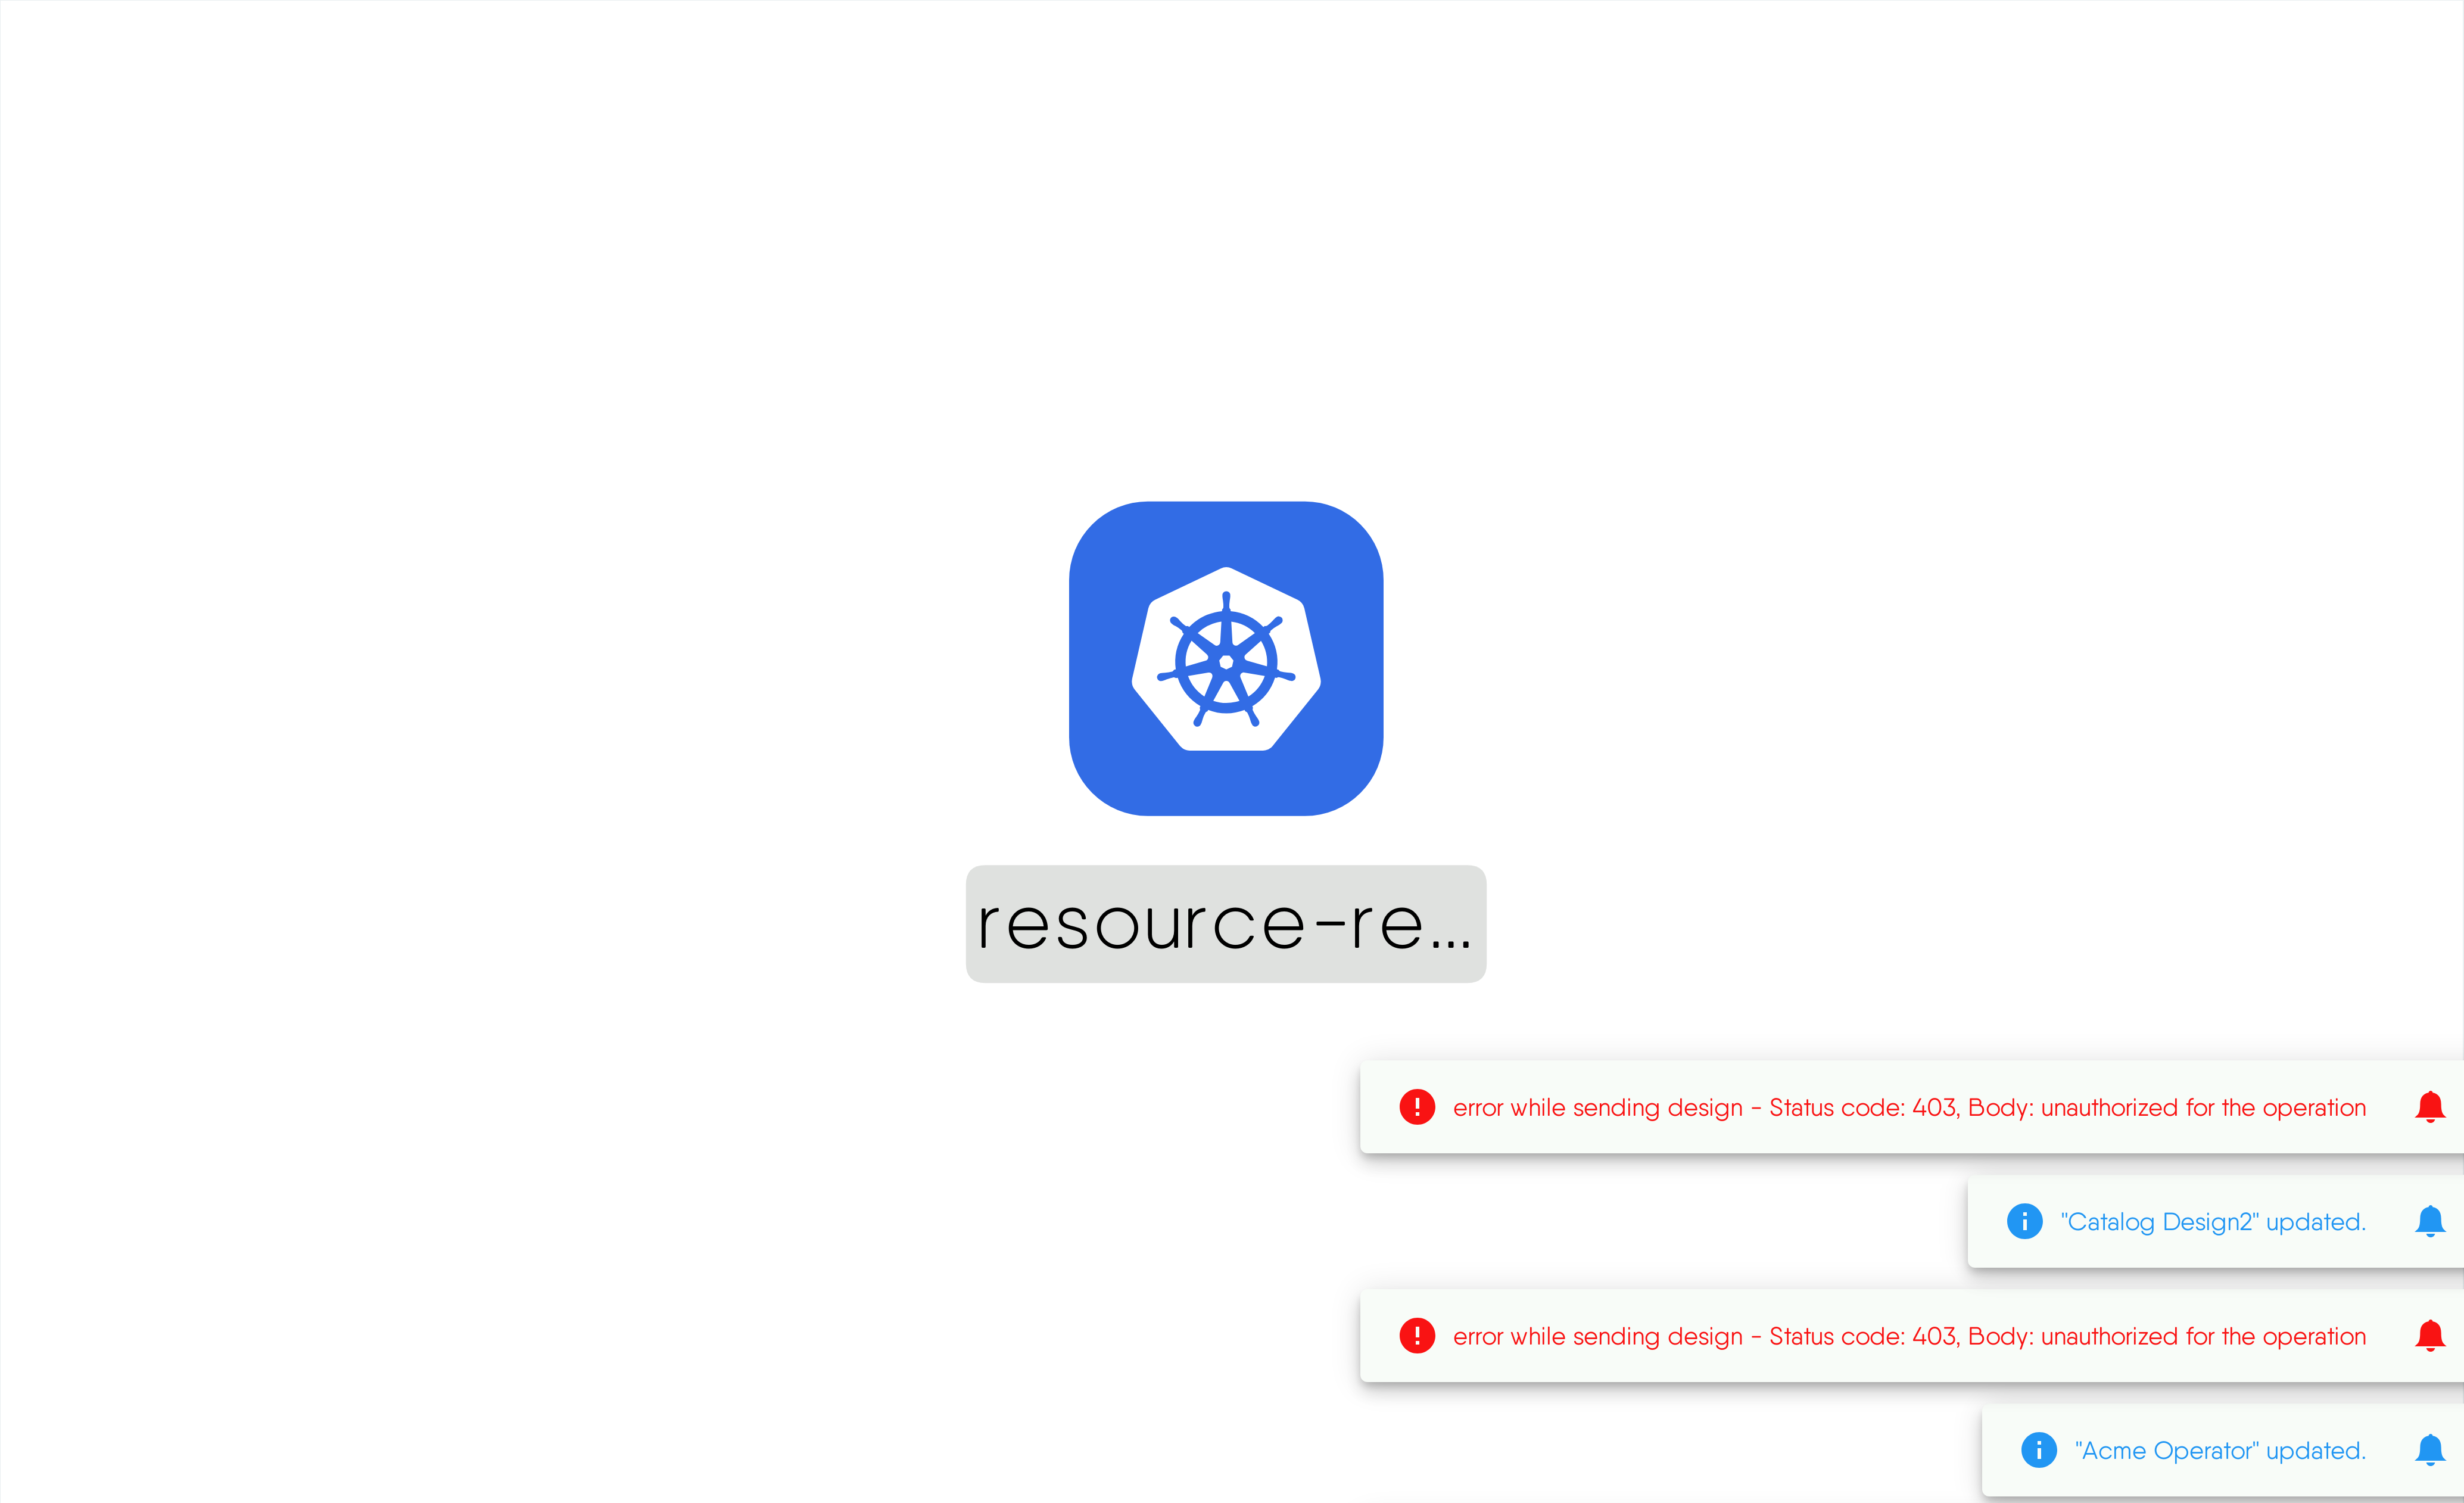 resource-re...
error while sending design - Status code: 403, Body: unauthorized for the operation
"Catalog Design2" updated.
error while sending design - Status code: 403, Body: unauthorized for the operation
"Acme Operator" updated.